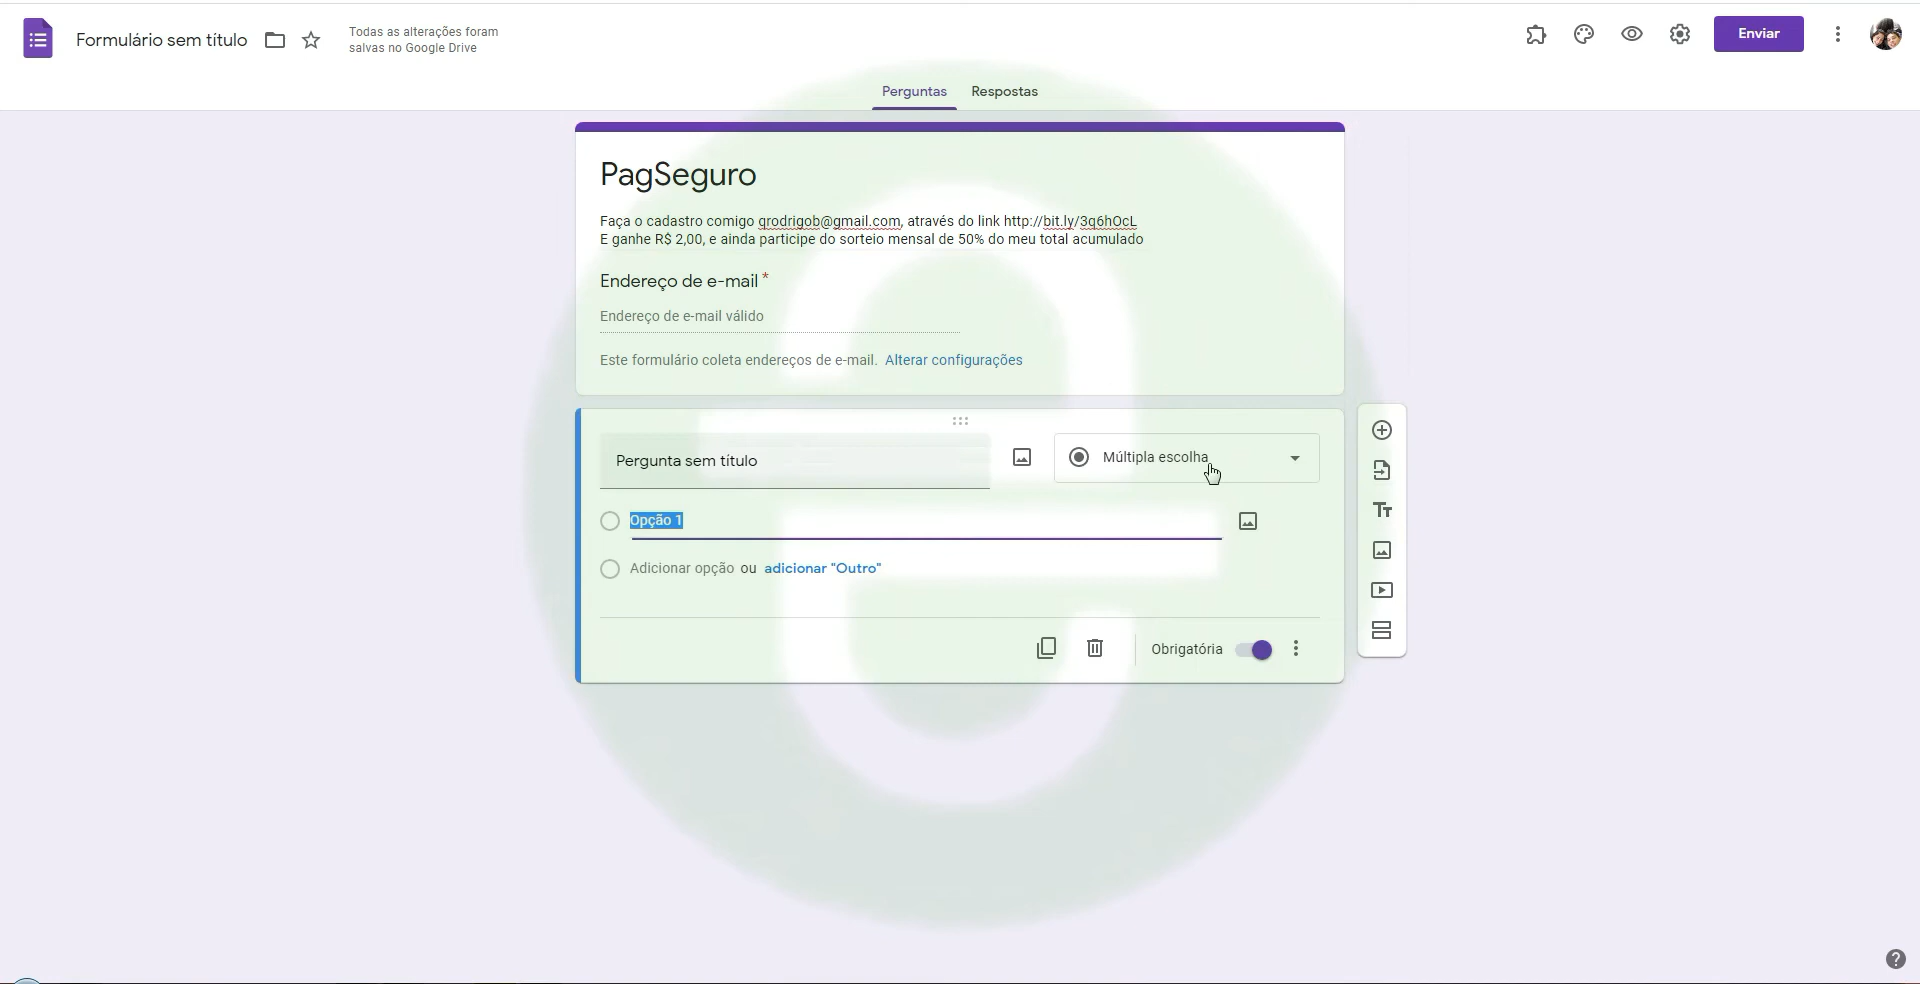 Formulário sem título
Todas as alterações foram
salvas no Google Drive
Enviar
Perguntas
Respostas
PagSeguro
Faça o cadastro comigo qrodrigob@gmail.com, através do link http://bit.ly/3q6hOcL
E ganhe R$ 2,00, e ainda participe do sorteio mensal de 50% do meu total acumulado
Endereço de e-mail *
Endereço de e-mail válido
Este formulário coleta endereços de e-mail. Alterar configurações
Pergunta sem título
Múltipla escolha
Opção 1
Adicionar opção ou adicionar "Outro"
Obrigatória